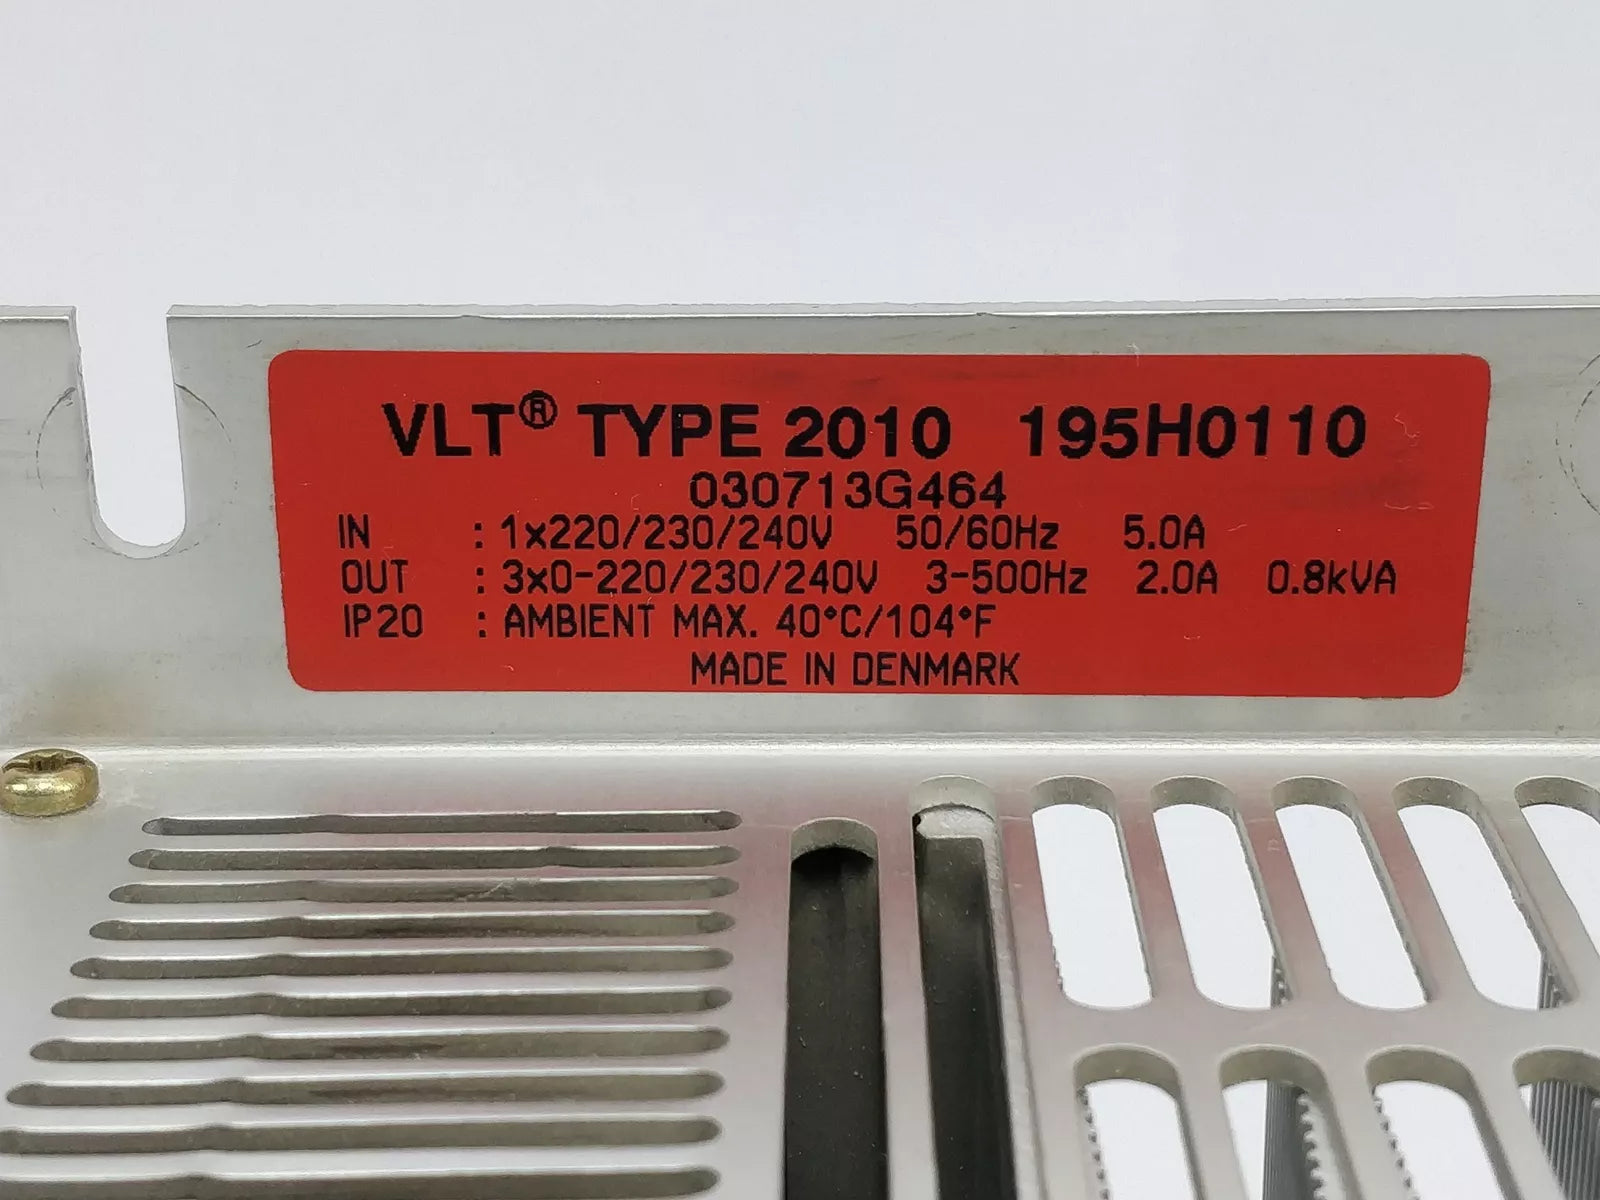 VLT® TYPE 2010 195H0110
030713G464
IN : 1x220/230/240V 50/60Hz 5.0A
OUT : 3x0-220/230/240V 3-500Hz 2.0A 0.8kVA
IP20 : AMBIENT MAX. 40°C/104°F
MADE IN DENMARK